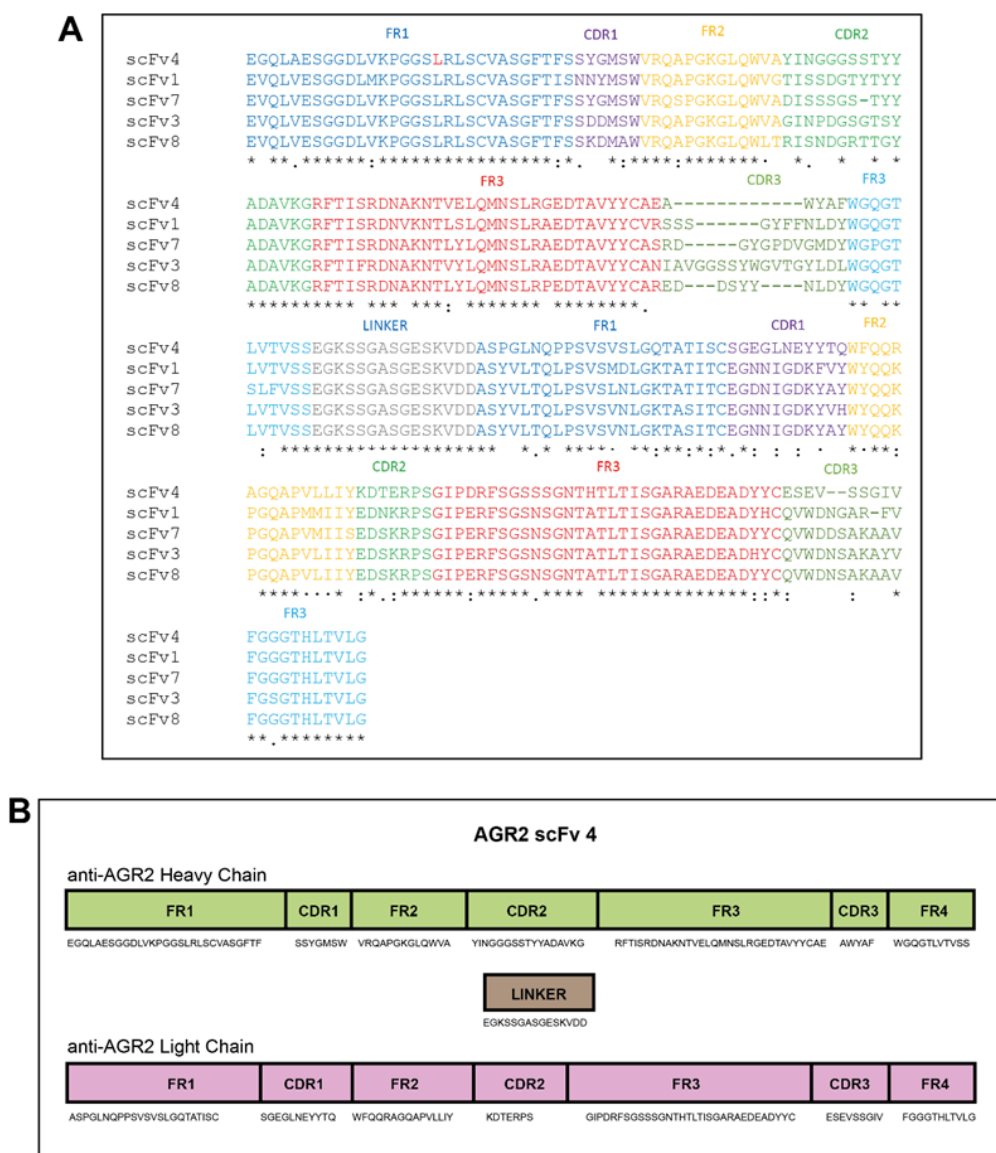 A
FR1 CDR1 FR2 CDR2
scFv4 EGQLAESGGDLVKPGGSLRLSCVASGFTFSSYGMSWVRQAPGKGLQWVAYINGGGSSTYY
scFv1 EVQLVESGGDLMKPGGSLRLSCVASGFTISNNYMSWVRQAPGKGLQWVGTISSDGTYTYY
scFv7 EVQLVESGGDLVKPGGSLRLSCVASGFTFSSYGMSWVRQSPGKGLQWVADISSSGS-TYY
scFv3 EVQLVESGGDLVKPGGSLRLSCVASGFTFSSDDMSWVRQAPGKGLQWVAGINPDGSGTSY
scFv8 EVQLVESGGDLVKPGGSLRLSCVASGFTFSSKDMAWVRQAPGKGLQWLTRISNDGRTTGY
FR3 CDR3 FR3
scFv4 ADAVKGRFTISRDNAKNTVELQMNSLRGEDTAVYYCAEA------------WYAFWGQGT
scFv1 ADAVKGRFTISRDNVKNTLSLQMNSLRAEDTAVYYCVRSSS-------GYFFNLDYWGQGT
scFv7 ADAVKGRFTISRDNAKNTLYLQMNSLRAEDTAVYYCASRD------GYGPDVGMDYWGPGT
scFv3 ADAVKGRFTIFRDNAKNTVYLQMNSLRAEDTAVYYCANIAVGGSSYWGVTGYLDLWGQGT
scFv8 ADAVKGRFTISRDNAKNTLYLQMNSLRPEDTAVYYCARED---DSYY----NLDYWGQGT
LINKER FR1 CDR1 FR2
scFv4 LVTVSSEGKSSGASGESKVDDASPGLNQPPSVSVSLGQTATISCSGEGLNEYYTQWFQQR
scFv1 LVTVSSEGKSSGASGESKVDDASYVLTQLPSVSMDLGKTASITCEGNNIGDKFVYWYQQK
scFv7 SLFVSSEGKSSGASGESKVDDASYVLTQLPSVSLNLGKTASITCEGNNIGDKYAYWYQQK
scFv3 LVTVSSEGKSSGASGESKVDDASYVLTQLPSVSVNLGKTASITCEGNNIGDKYVHWYQQK
scFv8 LVTVSSEGKSSGASGESKVDDASYVLTQLPSVSVNLGKTASITCEGNNIGDKYAYWYQQK
CDR2 FR3 CDR3
scFv4 AGQAPVLLIYKDTERPSGIPDRFSGSSSGNTHTLTISGARAEDEADYYCESEV--SSGIV
scFv1 PGQAPMMIIYEDNKRPSGIPERFSGSNSGNTATLTISGARAEDEADYHCQVWDNGAR-FV
scFv7 PGQAPVMIISEDSKRPSGIPERFSGSNSGNTATLTISGARAEDEADYYCQVWDDSAKAAV
scFv3 PGQAPVLIIYEDSKRPSGIPERFSGSNSGNTATLTISGARAEDEADHYCQVWDNSAKAYV
scFv8 PGQAPVLIIYEDSKRPSGIPERFSGSNSGNTATLTISGARAEDEADYYCQVWDNSAKAAV
FR3
scFv4 FGGGTHLTVLG
scFv1 FGGGTHLTVLG
scFv7 FGGGTHLTVLG
scFv3 FGSGTHLTVLG
scFv8 FGGGTHLTVLG
**.********
B
AGR2 scFv 4
anti-AGR2 Heavy Chain
FR1 CDR1 FR2 CDR2 FR3 CDR3 FR4
EGQLAESGGDLVKPGGSLRLSCVASGFTF SSYGMSW VRQAPGKGLQWVA YINGGGSSTYYADAVKG RFTISRDNAKNTVELQMNSLRGEDTAVYYCAE AWYAF WGQGTLVTVSS
LINKER
EGKSSGASGESKVDD
anti-AGR2 Light Chain
FR1 CDR1 FR2 CDR2 FR3 CDR3 FR4
ASPGLNQPPSVSVSLGQTATISC SGEGLNEYYTQ WFQQRAGQAPVLLIY KDTERPS GIPDRFSGSSSGNTHTLTISGARAEDEADYYC ESEVSSGIV FGGGTHLTVLG